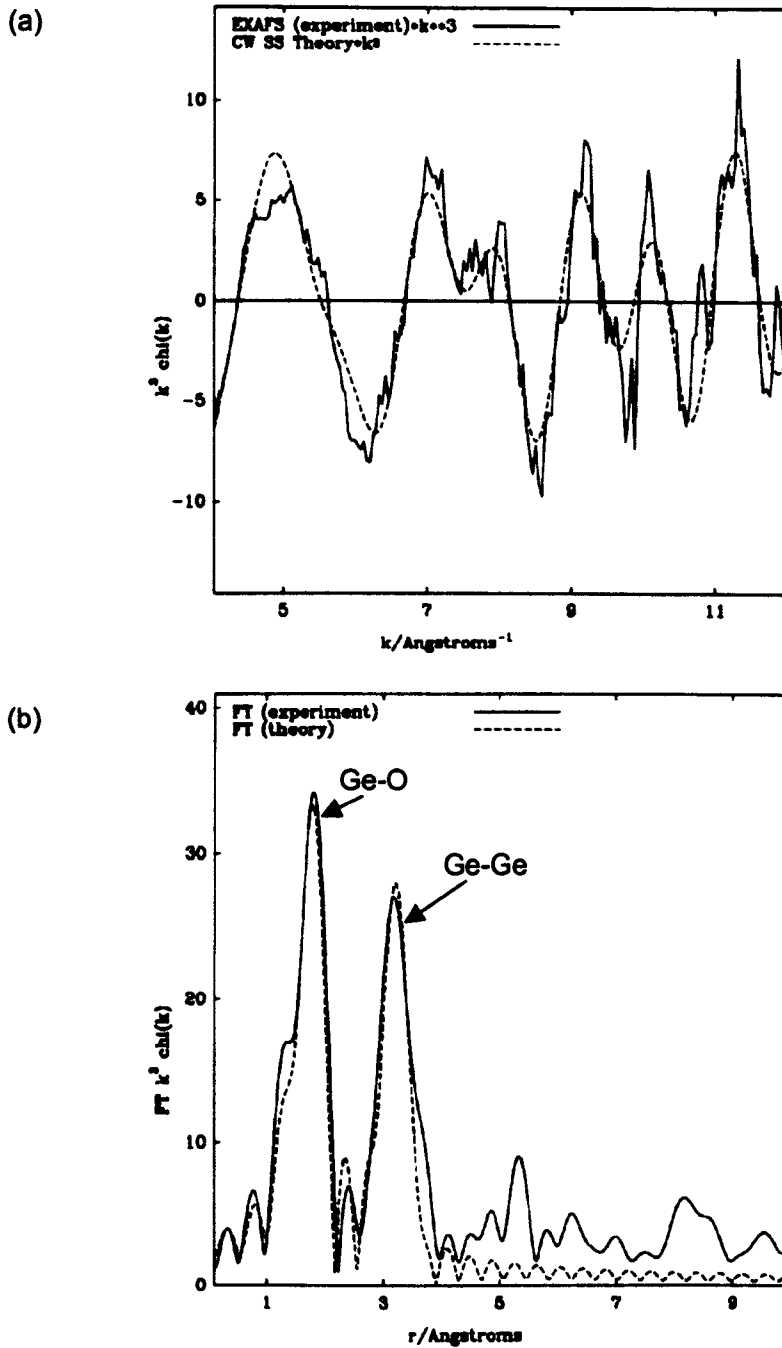 (a)
EXAFS (experiment)*k**3
CW SS Theory*k³
10
5
0
-5
-10
k³ chi(k)
5 7 9 11
k/Angstroms⁻¹
(b)
40
FT (experiment)
FT (theory)
Ge-O
Ge-Ge
30
20
10
0
FT k³ chi(k)
1 3 5 7 9
r/Angstroms